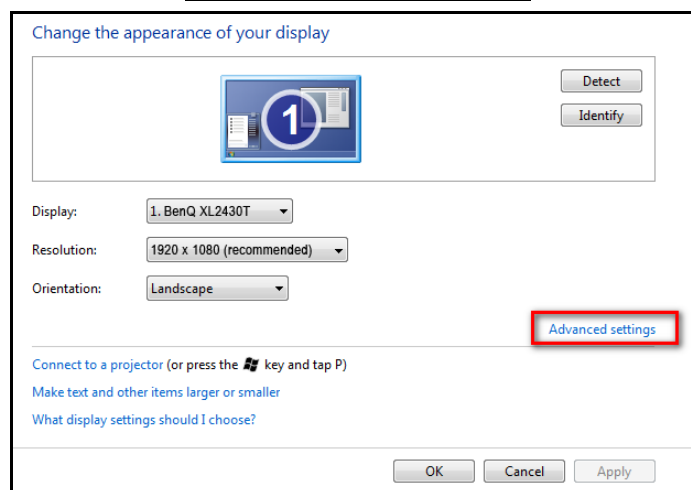 Change the appearance of your display
1
Detect
Identify
Display: 1. BenQ XL2430T
Resolution: 1920 x 1080 (recommended)
Orientation: Landscape
Advanced settings
Connect to a projector (or press the key and tap P)
Make text and other items larger or smaller
What display settings should I choose?
OK Cancel Apply